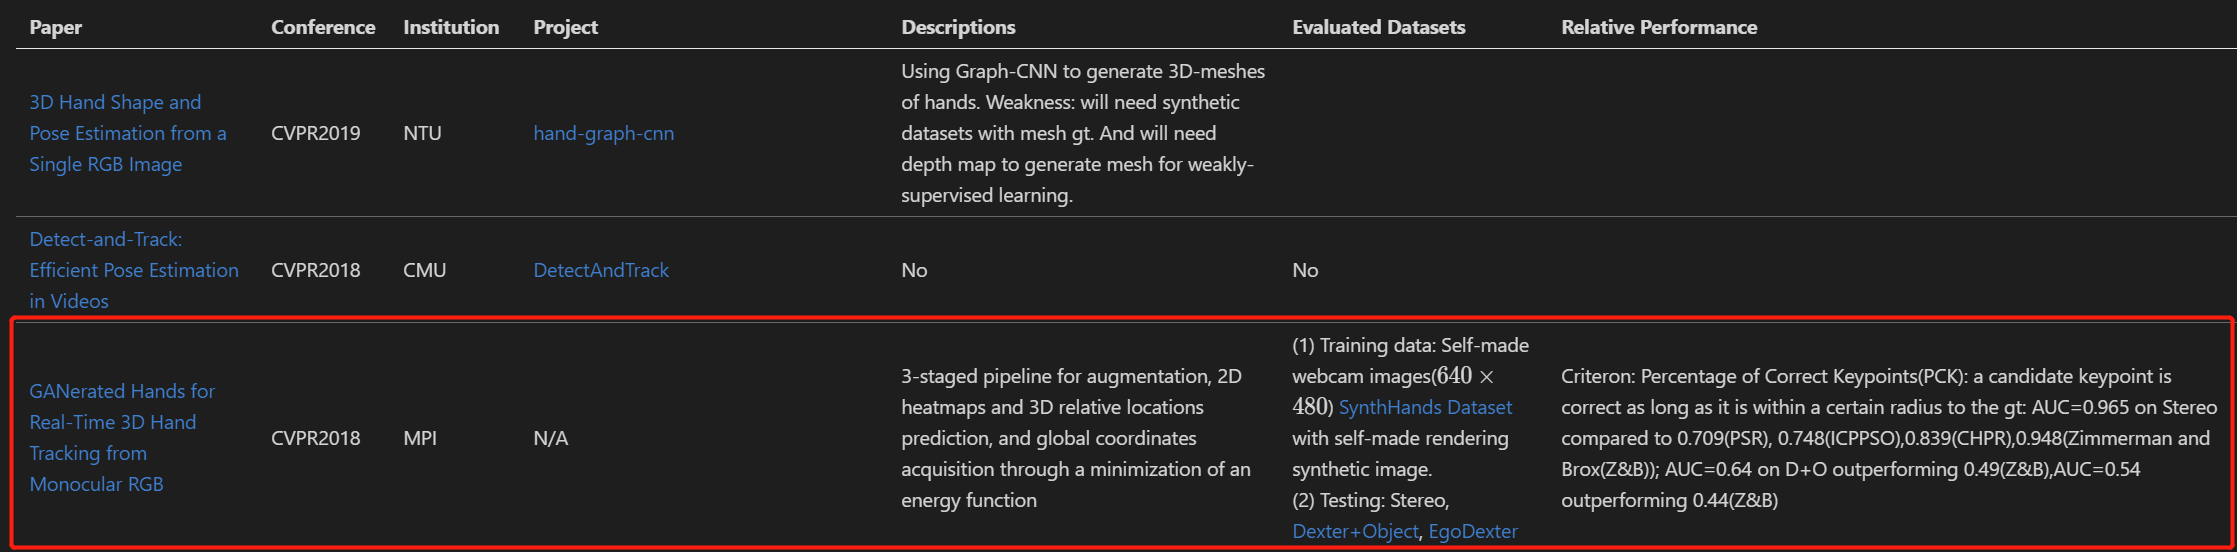 Paper Conference Institution Project Descriptions Evaluated Datasets Relative Performance
3D Hand Shape and
Pose Estimation from a
Single RGB Image
CVPR2019
NTU
hand-graph-cnn
Using Graph-CNN to generate 3D-meshes
of hands. Weakness: will need synthetic
datasets with mesh gt. And will need
depth map to generate mesh for weakly-
supervised learning.
Detect-and-Track:
Efficient Pose Estimation
in Videos
CVPR2018
CMU
DetectAndTrack
No
No
GANerated Hands for
Real-Time 3D Hand
Tracking from
Monocular RGB
CVPR2018
MPI
N/A
3-staged pipeline for augmentation, 2D
heatmaps and 3D relative locations
prediction, and global coordinates
acquisition through a minimization of an
energy function
(1) Training data: Self-made
webcam images(640 ×
480) SynthHands Dataset
with self-made rendering
synthetic image.
(2) Testing: Stereo,
Dexter+Object, EgoDexter
Criteron: Percentage of Correct Keypoints(PCK): a candidate keypoint is
correct as long as it is within a certain radius to the gt: AUC=0.965 on Stereo
compared to 0.709(PSR), 0.748(ICPPSO),0.839(CHPR),0.948(Zimmerman and
Brox(Z&B)); AUC=0.64 on D+O outperforming 0.49(Z&B),AUC=0.54
outperforming 0.44(Z&B)